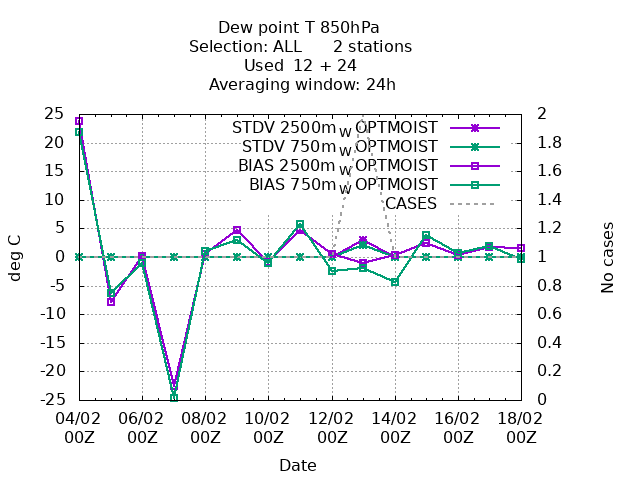 Dew point T 850hPa
Selection: ALL 2 stations
Used 12 + 24
Averaging window: 24h
STDV 2500m W OPTMOIST
STDV 750m W OPTMOIST
BIAS 2500m W OPTMOIST
BIAS 750m W OPTMOIST
CASES
25
20
15
10
5
0
-5
-10
-15
-20
-25
deg C
2
1.8
1.6
1.4
1.2
1
0.8
0.6
0.4
0.2
0
No cases
04/02 06/02 08/02 10/02 12/02 14/02 16/02 18/02
00Z 00Z 00Z 00Z 00Z 00Z 00Z 00Z
Date